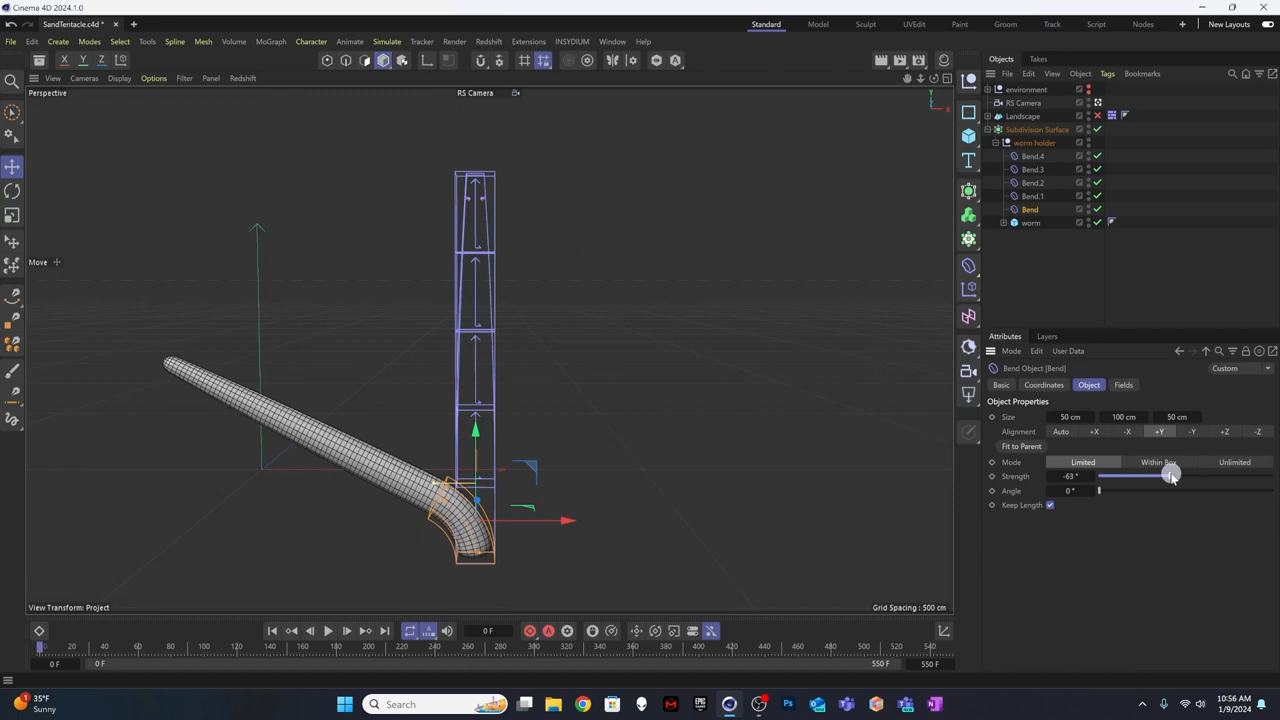 Cinema 4D 2024.1.0
SandTentacle.c4d *
Standard Model Sculpt UVEdit Paint Groom Track Script Nodes New Layouts
File Edit Create Modes Select Tools Spline Mesh Volume MoGraph Character Animate Simulate Tracker Render Redshift Extensions INSYDIUM Window Help
Objects Takes
View Cameras Display Options Filter Panel Redshift
File Edit View Object Tags Bookmarks
Perspective
RS Camera
Y
X
environment
RS Camera
Landscape
Subdivision Surface
worm holder
Bend.4
Bend.3
Bend.2
Bend.1
Bend
worm
Move
Attributes Layers
Mode Edit User Data
Bend Object [Bend]
Custom
Basic Coordinates Object Fields
Object Properties
Size 50 cm 100 cm 50 cm
Alignment Auto +X -X +Y -Y +Z -Z
Fit to Parent
Mode Limited Within Box Unlimited
Strength -63 °
Angle 0 °
Keep Length
View Transform: Project
Grid Spacing : 500 cm
0 F
0 20 40 60 80 100 120 140 160 180 200 220 240 260 280 300 320 340 360 380 400 420 440 460 480 500 520 540
0 F 0 F 550 F 550 F
35°F
Sunny
Search
10:56 AM
1/9/2024